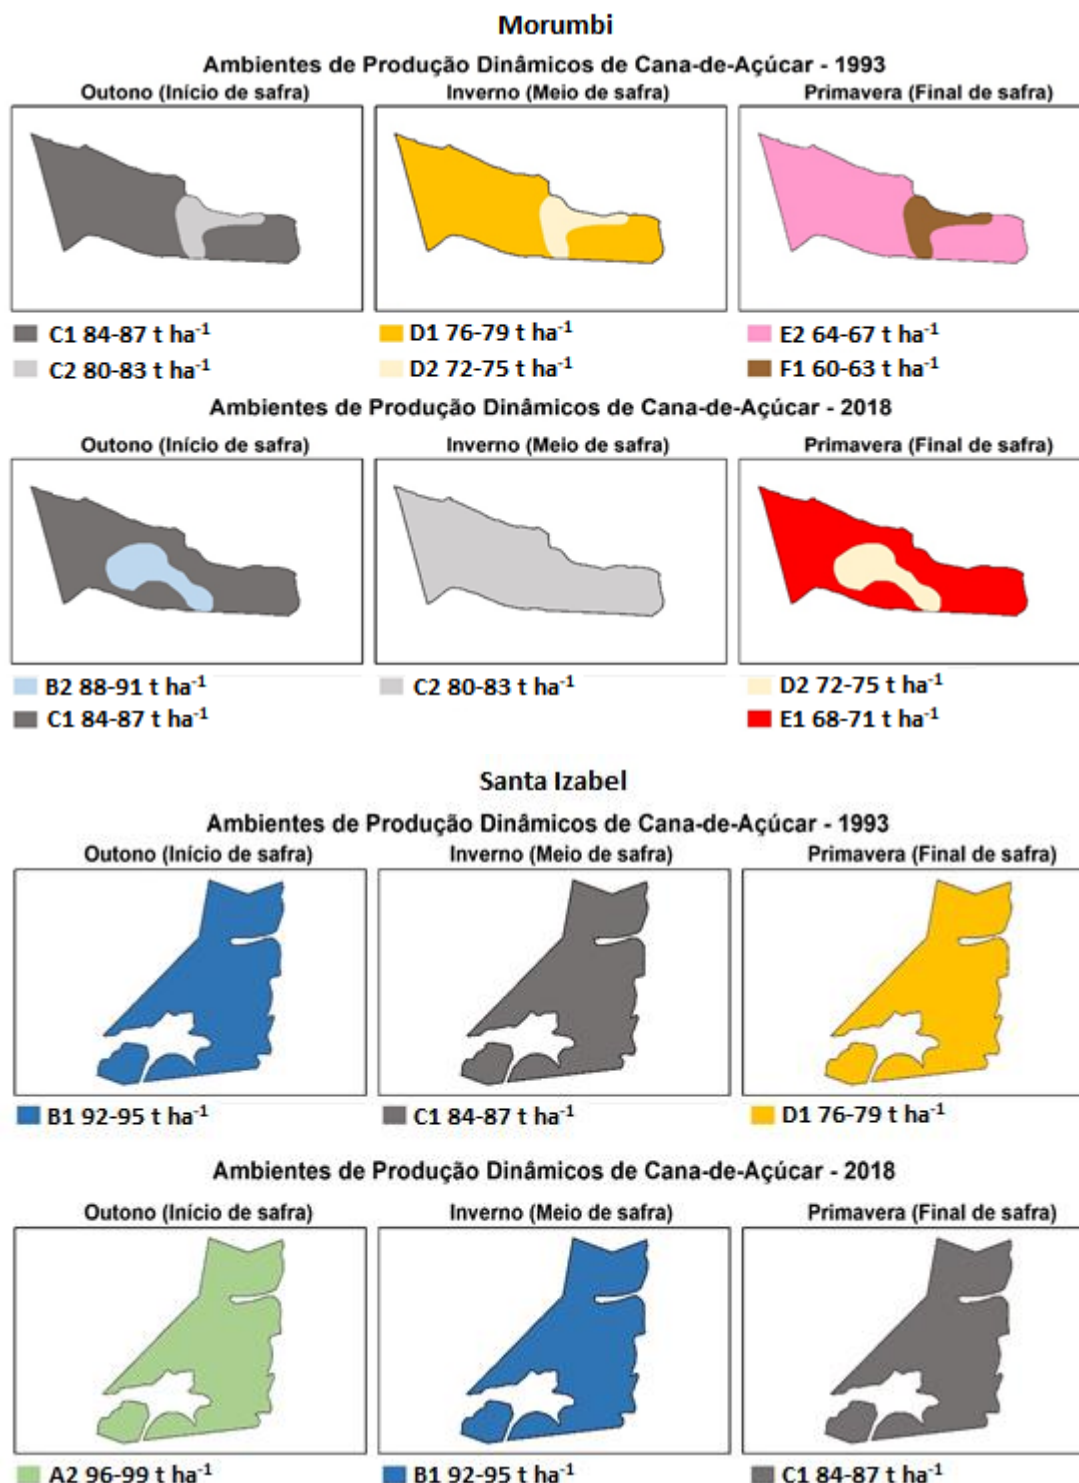 Morumbi
Ambientes de Produção Dinâmicos de Cana-de-Açúcar - 1993
Outono (Início de safra) Inverno (Meio de safra) Primavera (Final de safra)
C1 84-87 t ha⁻¹ D1 76-79 t ha⁻¹ E2 64-67 t ha⁻¹
C2 80-83 t ha⁻¹ D2 72-75 t ha⁻¹ F1 60-63 t ha⁻¹
Ambientes de Produção Dinâmicos de Cana-de-Açúcar - 2018
Outono (Início de safra) Inverno (Meio de safra) Primavera (Final de safra)
B2 88-91 t ha⁻¹ C2 80-83 t ha⁻¹ D2 72-75 t ha⁻¹
C1 84-87 t ha⁻¹ E1 68-71 t ha⁻¹
Santa Izabel
Ambientes de Produção Dinâmicos de Cana-de-Açúcar - 1993
Outono (Início de safra) Inverno (Meio de safra) Primavera (Final de safra)
B1 92-95 t ha⁻¹ C1 84-87 t ha⁻¹ D1 76-79 t ha⁻¹
Ambientes de Produção Dinâmicos de Cana-de-Açúcar - 2018
Outono (Início de safra) Inverno (Meio de safra) Primavera (Final de safra)
A2 96-99 t ha⁻¹ B1 92-95 t ha⁻¹ C1 84-87 t ha⁻¹